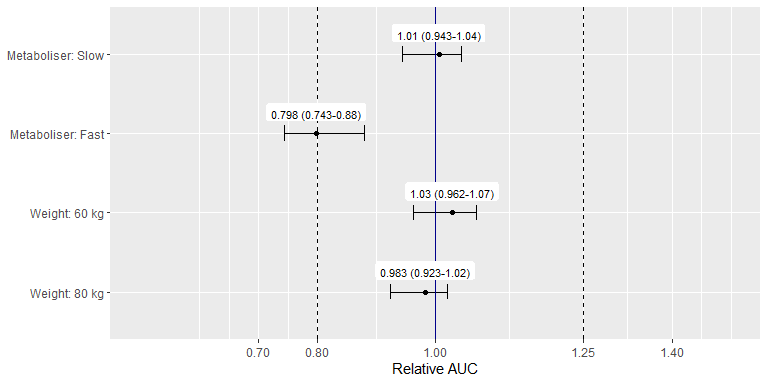 1.01 (0.943-1.04)
Metaboliser: Slow
0.798 (0.743-0.88)
Metaboliser: Fast
1.03 (0.962-1.07)
Weight: 60 kg
0.983 (0.923-1.02)
Weight: 80 kg
0.70 0.80 1.00 1.25 1.40
Relative AUC